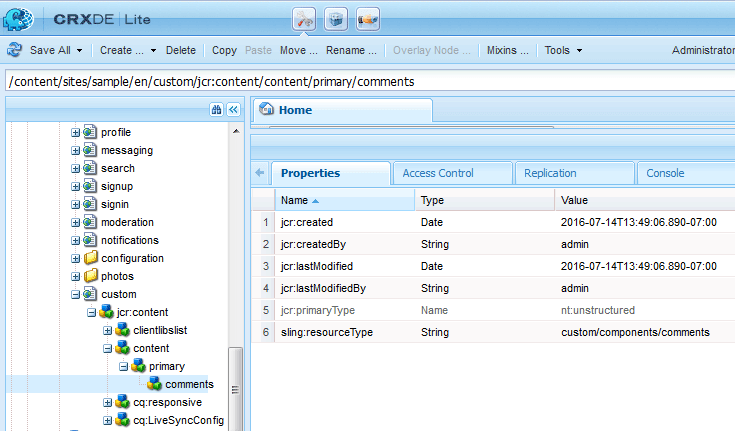 CRXDE | Lite
Save All Create ... Delete Copy Paste Move ... Rename ... Overlay Node ... Mixins ... Tools Administrator
/content/sites/sample/en/custom/jcr:content/content/primary/comments
Home
profile
messaging
search
signup
signin
moderation
notifications
configuration
photos
custom
jcr:content
clientlibslist
content
primary
comments
cq:responsive
cq:LiveSyncConfig
Properties Access Control Replication Console
Name Type Value
1 jcr:created Date 2016-07-14T13:49:06.890-07:00
2 jcr:createdBy String admin
3 jcr:lastModified Date 2016-07-14T13:49:06.890-07:00
4 jcr:lastModifiedBy String admin
5 jcr:primaryType Name nt:unstructured
6 sling:resourceType String custom/components/comments